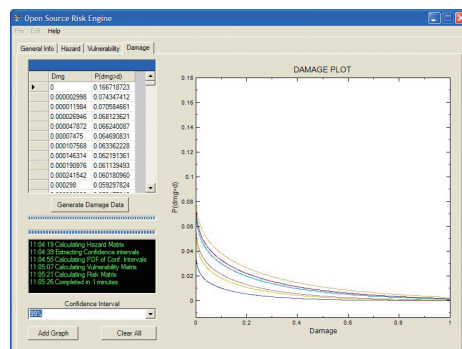 Open Source Risk Engine
File Edit Help
General Info Hazard Vulnerability Damage
Dmg P(dmg>d)
0 0.166718723
0.000002998 0.074347412
0.000011984 0.070584661
0.000026946 0.068123621
0.000047872 0.066240087
0.00007475 0.064690831
0.000107568 0.063362228
0.000146314 0.062191361
0.000190976 0.061139493
0.000241542 0.060180960
0.000298 0.059297824
Generate Damage Data
11:04:19 Calculating Hazard Matrix
11:04:39 Extracting Confidence intervals
11:04:55 Calculating PDF of Conf. Intervals
11:05:07 Calculating Vulnerability Matrix
11:05:21 Calculating Risk Matrix
11:05:26 Completed in 1 minutes.
Confidence Interval
99%
Add Graph Clear All
DAMAGE PLOT
0.18
0.16
0.14
0.12
0.1
0.08
0.06
0.04
0.02
0
P(dmg>d)
0 0.2 0.4 0.6 0.8 1
Damage